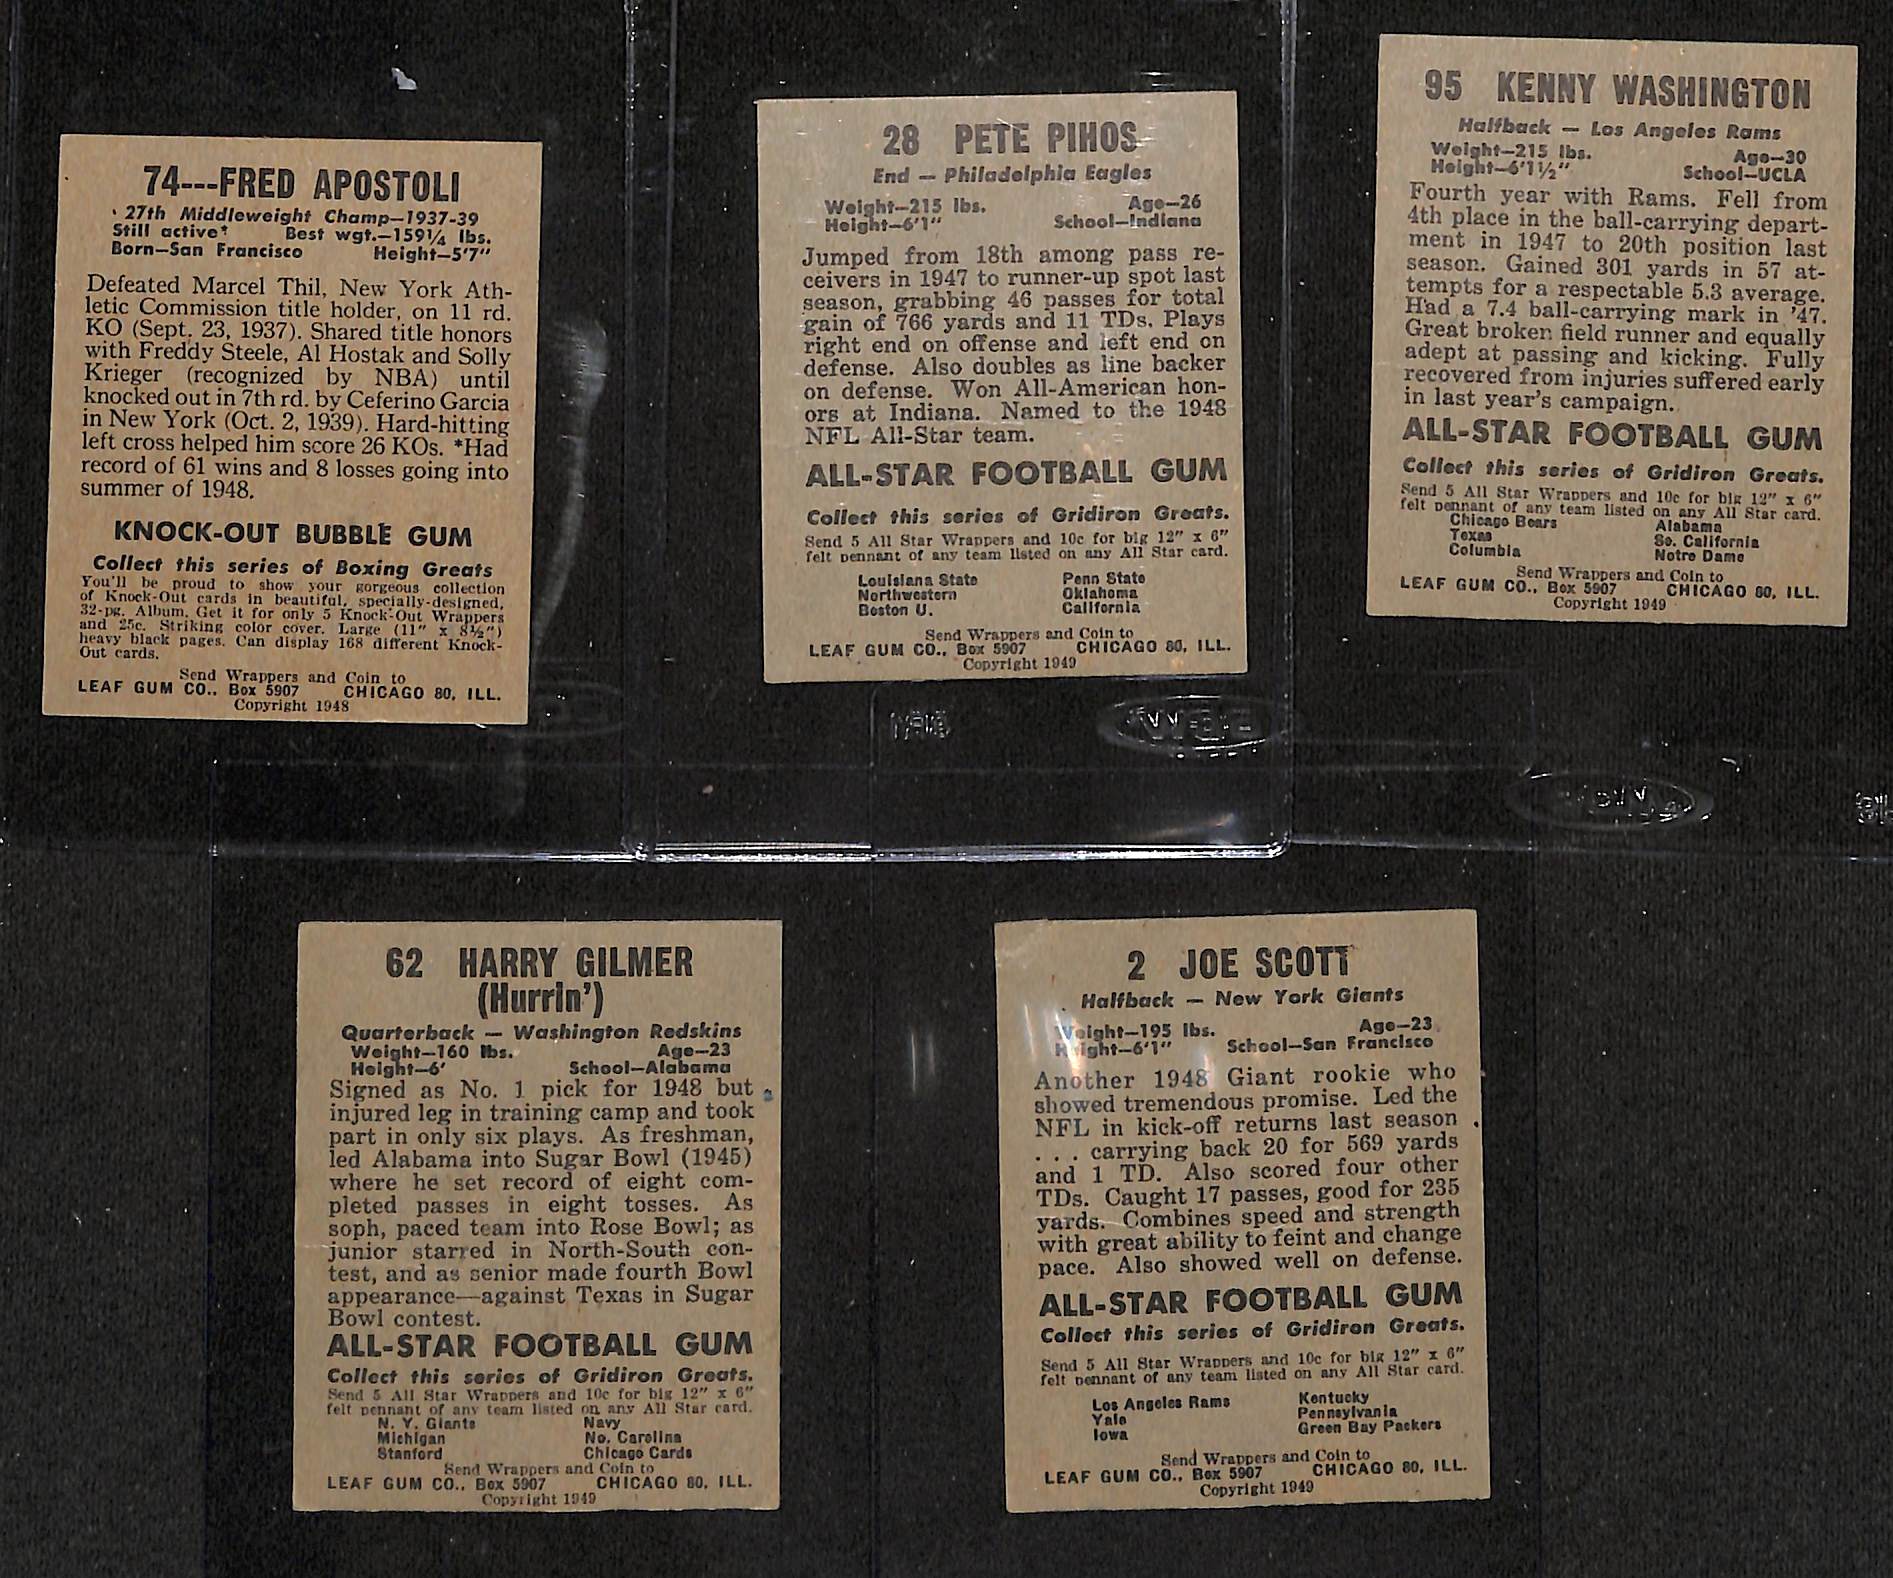 74---FRED APOSTOLI
27th Middleweight Champ—1937-39
Still active* Best wgt.—159¼ lbs.
Born—San Francisco Height—5'7"
Defeated Marcel Thil, New York Ath-
letic Commission title holder, on 11 rd.
KO (Sept. 23, 1937). Shared title honors
with Freddy Steele, Al Hostak and Solly
Krieger (recognized by NBA) until
knocked out in 7th rd. by Ceferino Garcia
in New York (Oct. 2, 1939). Hard-hitting
left cross helped him score 26 KOs. *Had
record of 61 wins and 8 losses going into
summer of 1948.
KNOCK-OUT BUBBLE GUM
Collect this series of Boxing Greats
You'll be proud to show your gorgeous collection
of Knock-Out cards in beautiful, specially-designed,
32-pg. Album. Get it for only 5 Knock-Out Wrappers
and 25c. Striking color cover. Large (11" x 8½")
heavy black pages. Can display 168 different Knock-
Out cards.
Send Wrappers and Coin to
LEAF GUM CO., Box 5907 CHICAGO 80, ILL.
Copyright 1948
28 PETE PIHOS
End — Philadelphia Eagles
Weight—215 lbs. Age—26
Height—6'1" School—Indiana
Jumped from 18th among pass re-
ceivers in 1947 to runner-up spot last
season, grabbing 46 passes for total
gain of 766 yards and 11 TDs. Plays
right end on offense and left end on
defense. Also doubles as line backer
on defense. Won All-American hon-
ors at Indiana. Named to the 1948
NFL All-Star team.
ALL-STAR FOOTBALL GUM
Collect this series of Gridiron Greats.
Send 5 All Star Wrappers and 10c for big 12" x 6"
felt pennant of any team listed on any All Star card.
Louisiana State Penn State
Northwestern Oklahoma
Boston U. California
Send Wrappers and Coin to
LEAF GUM CO., Box 5907 CHICAGO 80, ILL.
Copyright 1949
95 KENNY WASHINGTON
Halfback — Los Angeles Rams
Weight—215 lbs. Age—30
Height—6'1½" School—UCLA
Fourth year with Rams. Fell from
4th place in the ball-carrying depart-
ment in 1947 to 20th position last
season. Gained 301 yards in 57 at-
tempts for a respectable 5.3 average.
Had a 7.4 ball-carrying mark in '47.
Great broken field runner and equally
adept at passing and kicking. Fully
recovered from injuries suffered early
in last year's campaign.
ALL-STAR FOOTBALL GUM
Collect this series of Gridiron Greats.
Send 5 All Star Wrappers and 10c for big 12" x 6"
felt pennant of any team listed on any All Star card.
Chicago Bears Alabama
Texas So. California
Columbia Notre Dame
Send Wrappers and Coin to
LEAF GUM CO., Box 5907 CHICAGO 80, ILL.
Copyright 1949
62 HARRY GILMER
(Hurrin')
Quarterback — Washington Redskins
Weight—160 lbs. Age—23
Height—6' School—Alabama
Signed as No. 1 pick for 1948 but
injured leg in training camp and took
part in only six plays. As freshman,
led Alabama into Sugar Bowl (1945)
where he set record of eight com-
pleted passes in eight tosses. As
soph, paced team into Rose Bowl; as
junior starred in North-South con-
test, and as senior made fourth Bowl
appearance—against Texas in Sugar
Bowl contest.
ALL-STAR FOOTBALL GUM
Collect this series of Gridiron Greats.
Send 5 All Star Wrappers and 10c for big 12" x 6"
felt pennant of any team listed on any All Star card.
N. Y. Giants Navy
Michigan No. Carolina
Stanford Chicago Cards
Send Wrappers and Coin to
LEAF GUM CO., Box 5907 CHICAGO 80, ILL.
Copyright 1949
2 JOE SCOTT
Halfback — New York Giants
Weight—195 lbs. Age—23
Height—6'1" School—San Francisco
Another 1948 Giant rookie who
showed tremendous promise. Led the
NFL in kick-off returns last season
. . . carrying back 20 for 569 yards
and 1 TD. Also scored four other
TDs. Caught 17 passes, good for 235
yards. Combines speed and strength
with great ability to feint and change
pace. Also showed well on defense.
ALL-STAR FOOTBALL GUM
Collect this series of Gridiron Greats.
Send 5 All Star Wrappers and 10c for big 12" x 6"
felt pennant of any team listed on any All Star card.
Los Angeles Rams Kentucky
Yale Pennsylvania
Iowa Green Bay Packers
Send Wrappers and Coin to
LEAF GUM CO., Box 5907 CHICAGO 80, ILL.
Copyright 1949